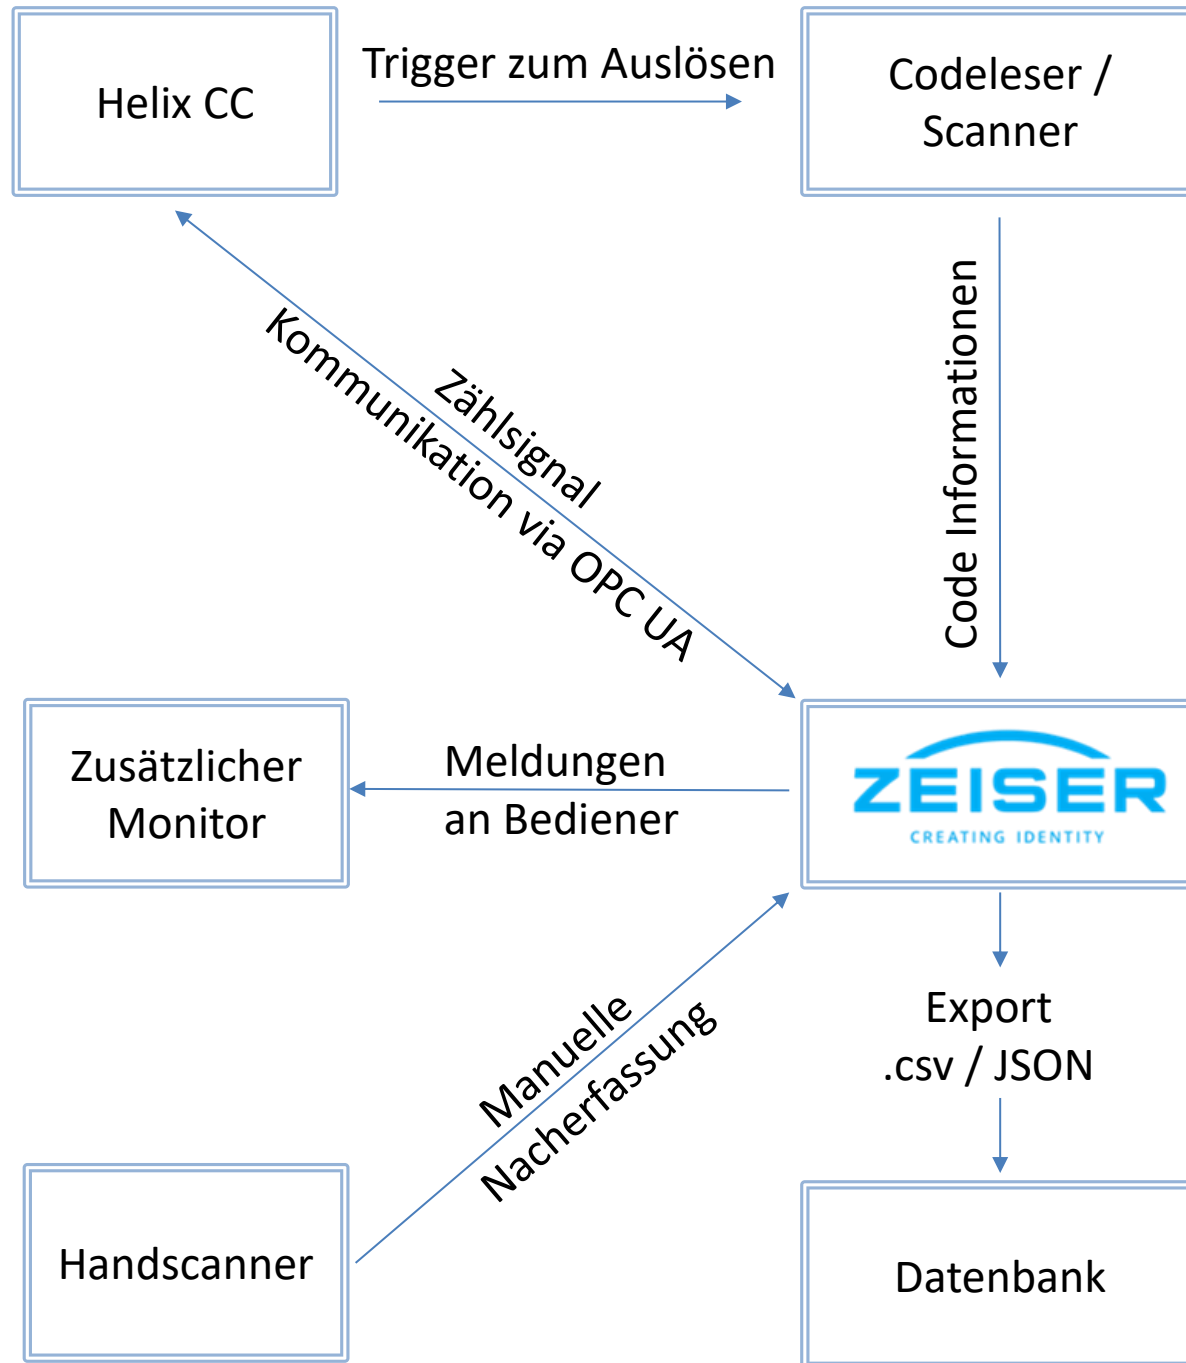 Helix CC
Trigger zum Auslösen
Codeleser /
Scanner
Zählsignal
Kommunikation via OPC UA
Code Informationen
Zusätzlicher
Monitor
Meldungen
an Bediener
ZEISER
CREATING IDENTITY
Manuelle
Nacherfassung
Export
.csv / JSON
Handscanner
Datenbank